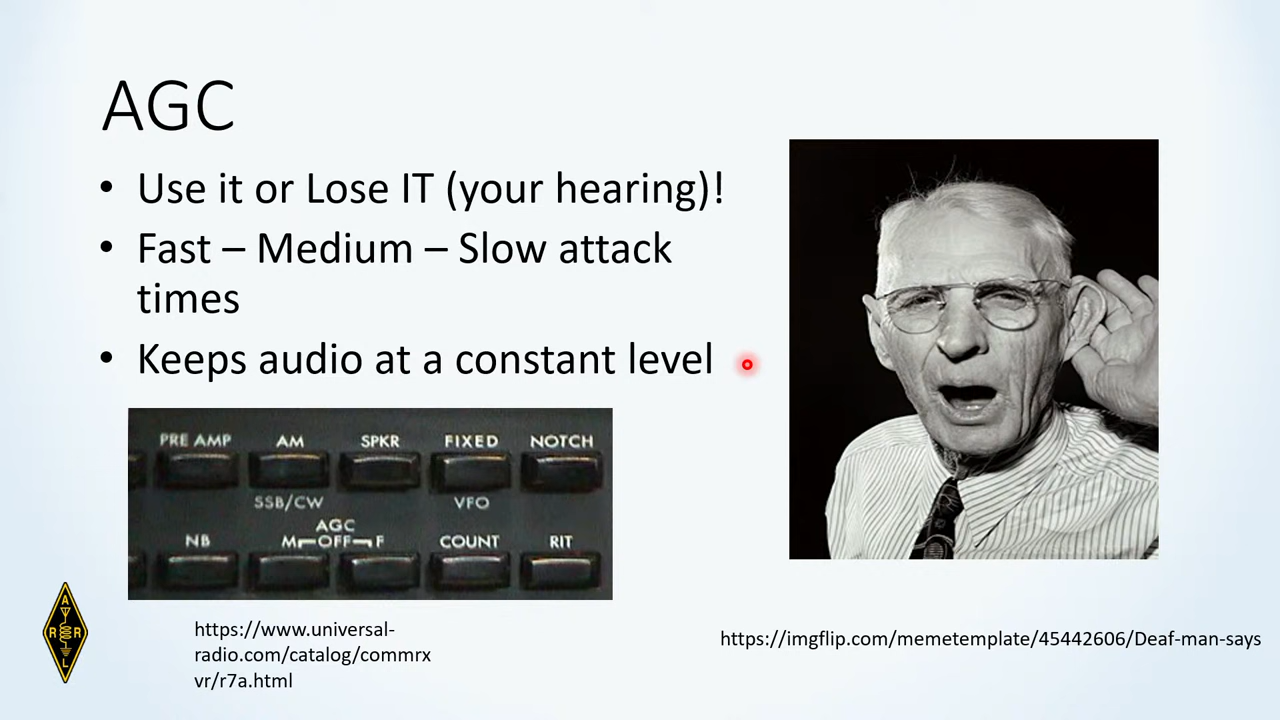 AGC
• Use it or Lose IT (your hearing)!
• Fast – Medium – Slow attack
times
• Keeps audio at a constant level
PRE AMP AM SPKR FIXED NOTCH
SSB/CW VFO
AGC
NB M OFF F COUNT RIT
https://www.universal-
radio.com/catalog/commrx
vr/r7a.html
https://imgflip.com/memetemplate/45442606/Deaf-man-says
A
R R
L